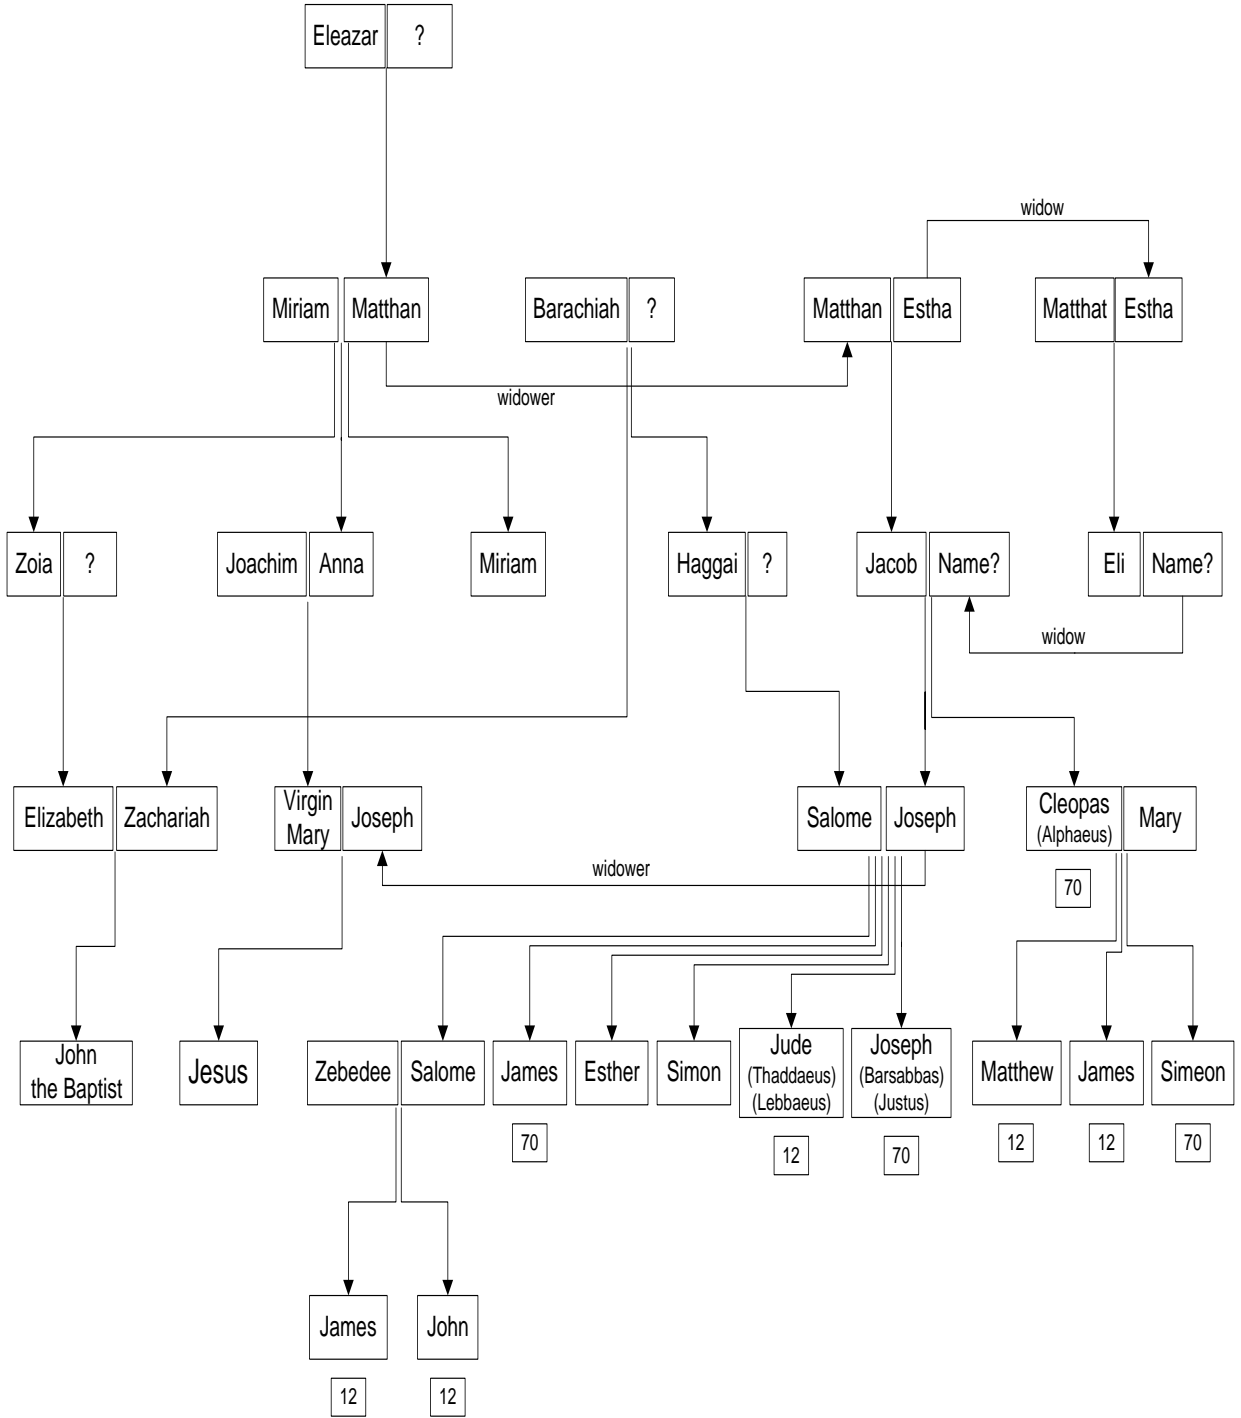 Eleazar ?
widow
Miriam Matthan Barachiah ? Matthan Estha Matthat Estha
widower
Zoia ? Joachim Anna Miriam Haggai ? Jacob Name? Eli Name?
widow
Elizabeth Zachariah Virgin Mary Joseph Salome Joseph Cleopas (Alphaeus) Mary
widower
70
John the Baptist Jesus Zebedee Salome James Esther Simon Jude (Thaddaeus) (Lebbaeus) Joseph (Barsabbas) (Justus) Matthew James Simeon
70 12 70 12 12 70
James John
12 12